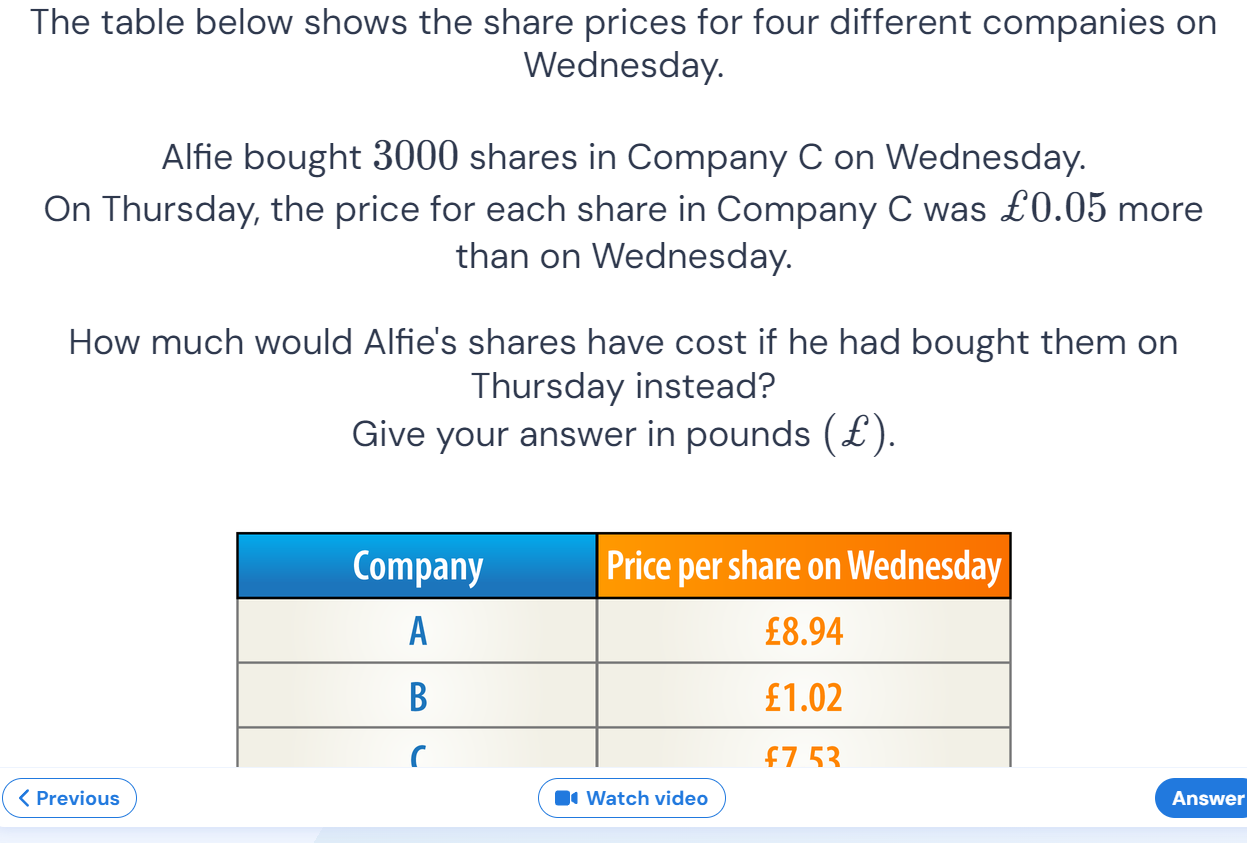 The table below shows the share prices for four different companies on
Wednesday.
Alfie bought 3000 shares in Company C on Wednesday.
On Thursday, the price for each share in Company C was £0.05 more
than on Wednesday.
How much would Alfie's shares have cost if he had bought them on
Thursday instead?
Give your answer in pounds (£).
Company Price per share on Wednesday
A £8.94
B £1.02
C £7.53
Previous Watch video Answer